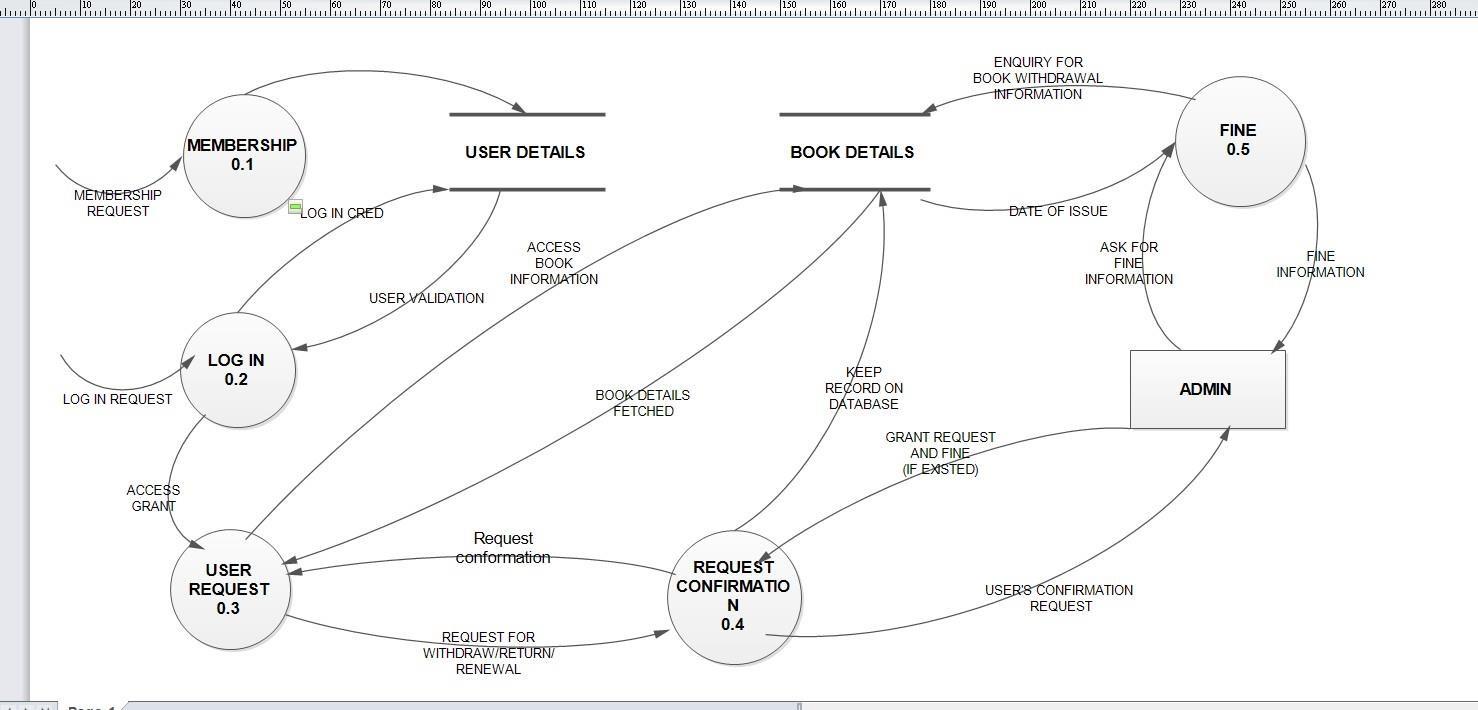 0 10 20 30 40 50 60 70 80 90 100 110 120 130 140 150 160 170 180 190 200 210 220 230 240 250 260 270 280
ENQUIRY FOR
BOOK WITHDRAWAL
INFORMATION
MEMBERSHIP
0.1
USER DETAILS
BOOK DETAILS
FINE
0.5
MEMBERSHIP
REQUEST
LOG IN CRED
DATE OF ISSUE
ACCESS
BOOK
INFORMATION
ASK FOR
FINE
INFORMATION
FINE
INFORMATION
USER VALIDATION
LOG IN
0.2
LOG IN REQUEST
BOOK DETAILS
FETCHED
KEEP
RECORD ON
DATABASE
ADMIN
GRANT REQUEST
AND FINE
(IF EXISTED)
ACCESS
GRANT
Request
conformation
USER
REQUEST
0.3
REQUEST
CONFIRMATIO
N
0.4
USER'S CONFIRMATION
REQUEST
REQUEST FOR
WITHDRAW/RETURN/
RENEWAL